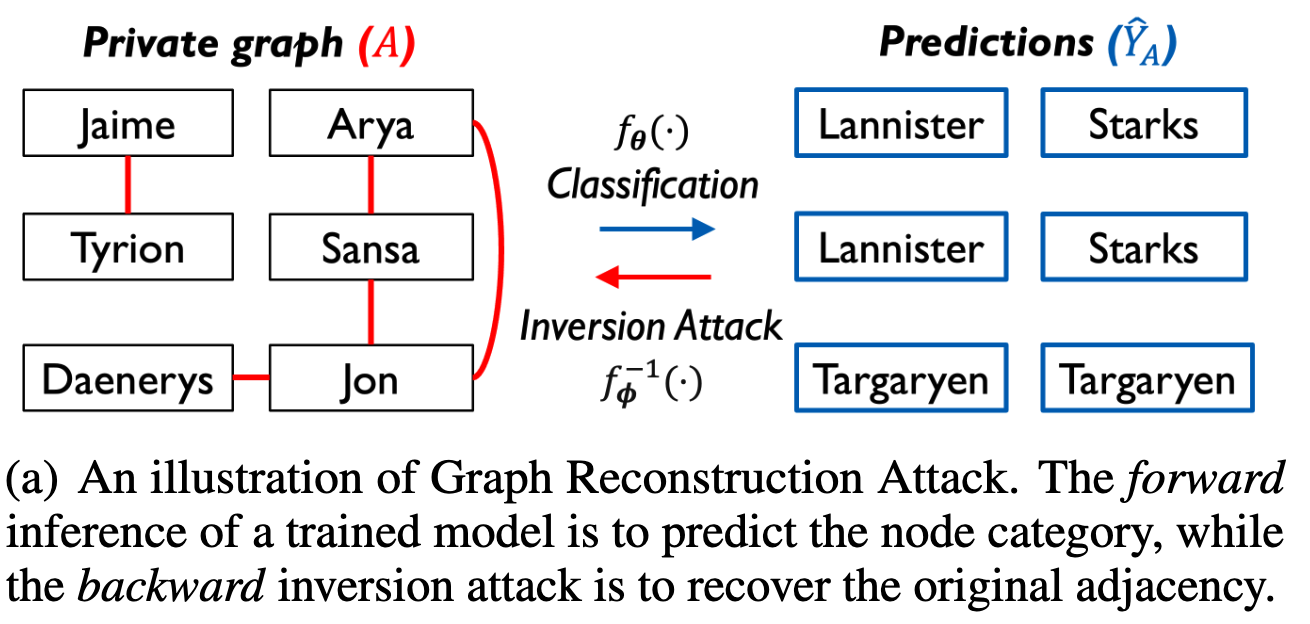 Private graph (A)
Predictions (Ŷ_A)
Jaime
Arya
Tyrion
Sansa
Daenerys
Jon
f_θ(·)
Classification
Inversion Attack
f_ϕ^{-1}(·)
Lannister
Starks
Lannister
Starks
Targaryen
Targaryen
(a) An illustration of Graph Reconstruction Attack. The forward
inference of a trained model is to predict the node category, while
the backward inversion attack is to recover the original adjacency.